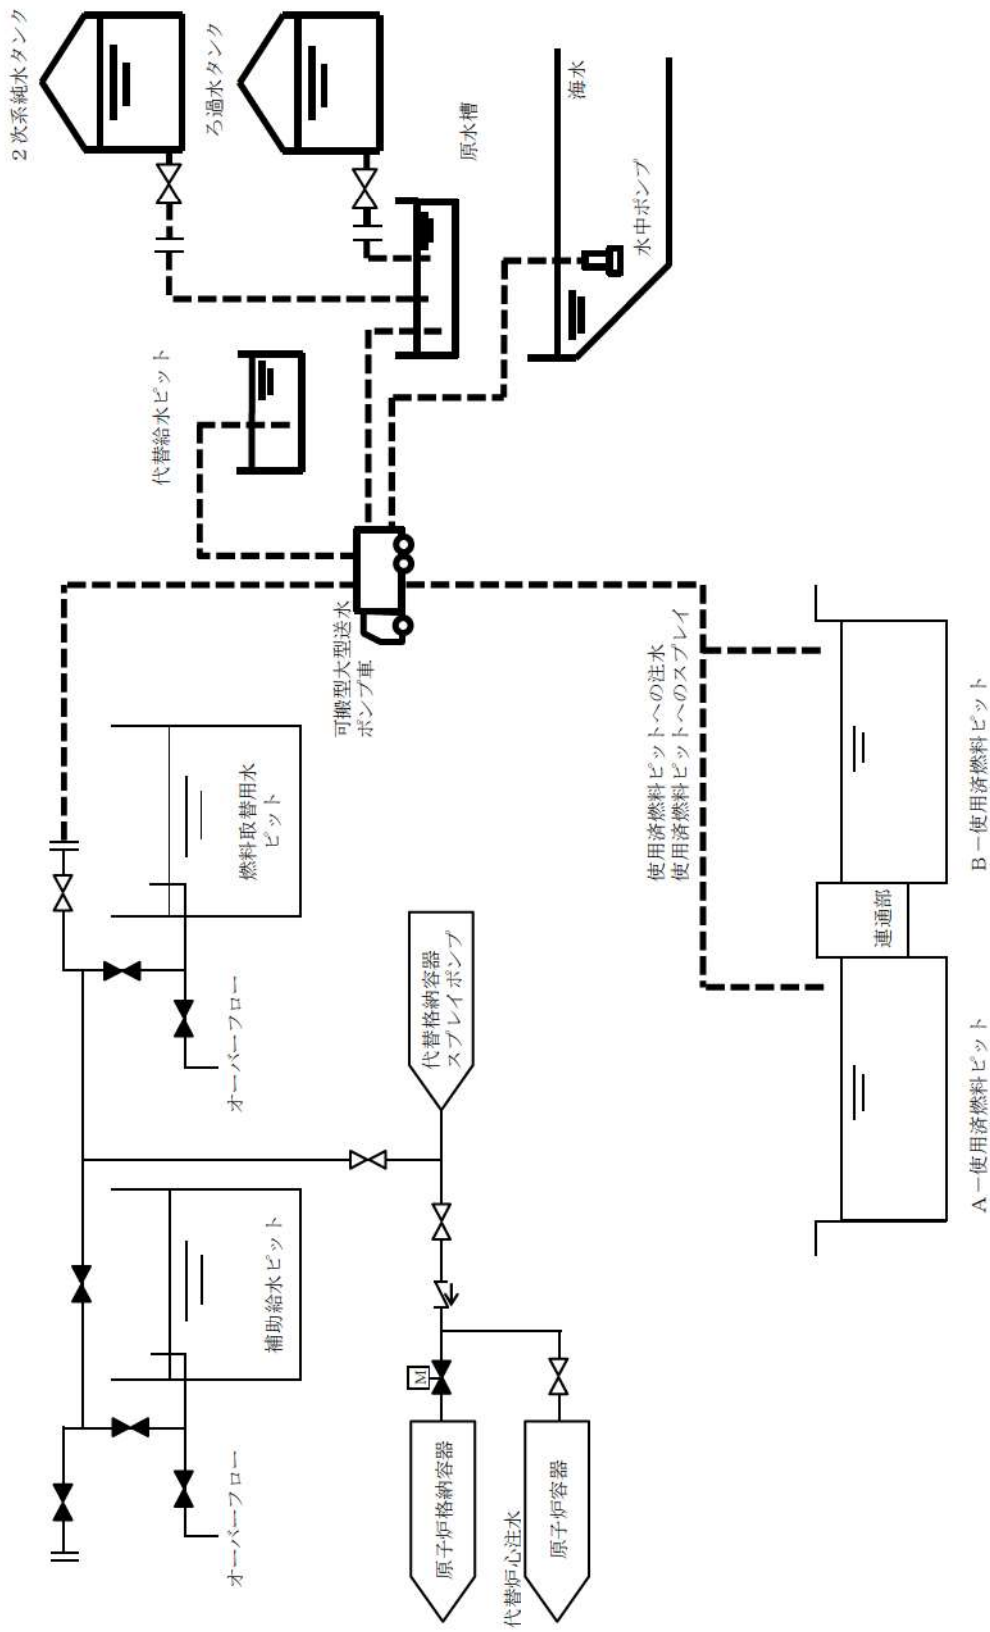 2次系純水タンク
ろ過水タンク
原水槽
海水
水中ポンプ
代替給水ピット
可搬型大型送水
ポンプ車
燃料取替用水
ピット
オーバーフロー
代替格納容器
スプレイポンプ
補助給水ピット
オーバーフロー
M
原子炉格納容器
代替炉心注水
原子炉容器
使用済燃料ピットへの注水
使用済燃料ピットへのスプレイ
連通部
A-使用済燃料ピット
B-使用済燃料ピット